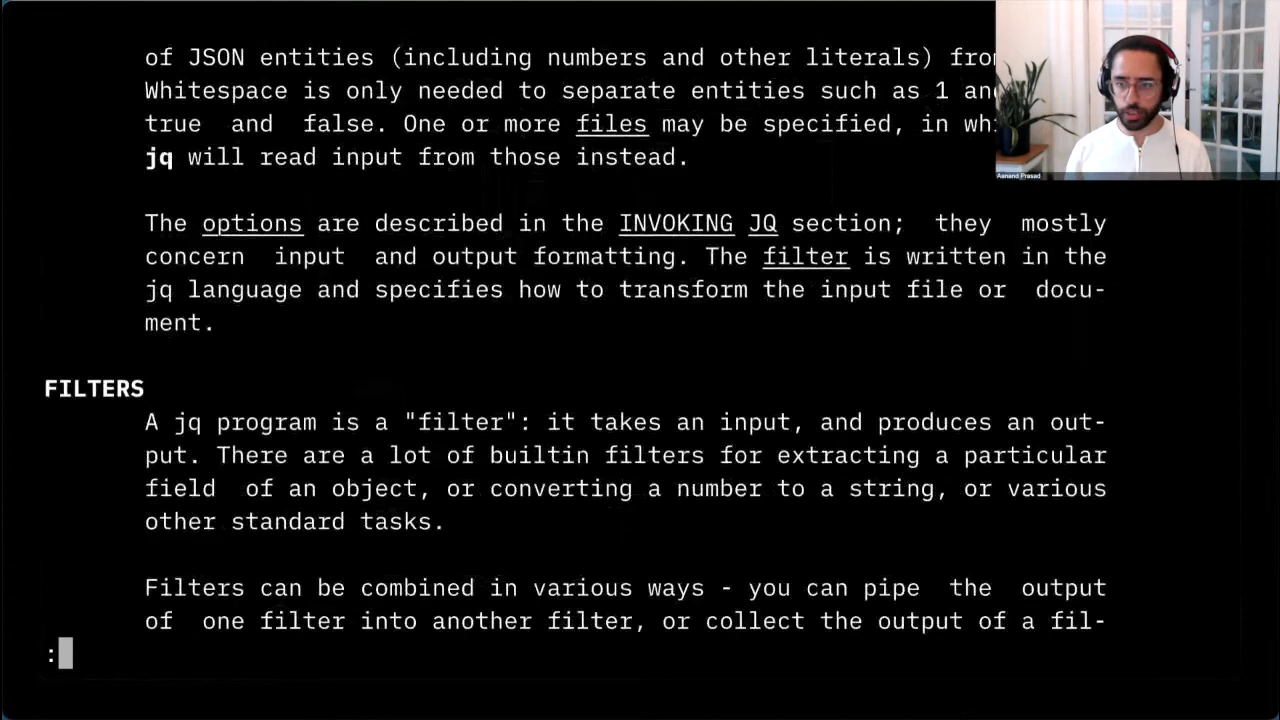 of JSON entities (including numbers and other literals) from
Whitespace is only needed to separate entities such as 1 and
true and false. One or more files may be specified, in
jq will read input from those instead.
The options are described in the INVOKING JQ section; they mostly
concern input and output formatting. The filter is written in the
jq language and specifies how to transform the input file or docu-
ment.
FILTERS
A jq program is a "filter": it takes an input, and produces an out-
put. There are a lot of builtin filters for extracting a particular
field of an object, or converting a number to a string, or various
other standard tasks.
Filters can be combined in various ways - you can pipe the output
of one filter into another filter, or collect the output of a fil-
:
Aanand Prasad